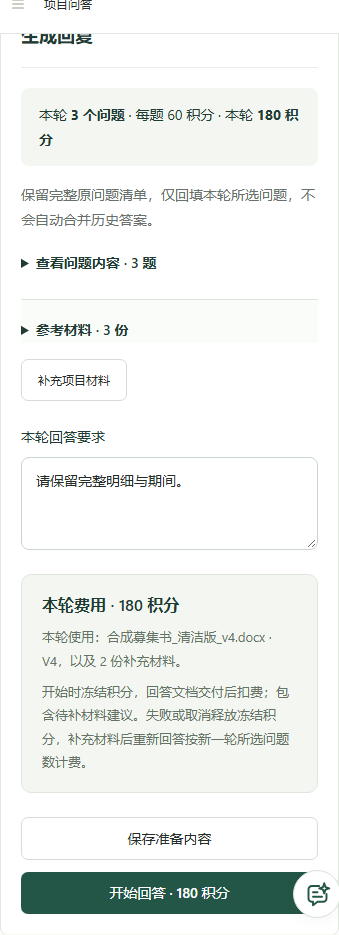 项目问答
生成回复
本轮 3 个问题 · 每题 60 积分 · 本轮 180 积
分
保留完整原问题清单，仅回填本轮所选问题，不
会自动合并历史答案。
▶ 查看问题内容 · 3 题
▶ 参考材料 · 3 份
补充项目材料
本轮回答要求
请保留完整明细与期间。
本轮费用 · 180 积分
本轮使用：合成募集书_清洁版_v4.docx ·
V4，以及 2 份补充材料。
开始时冻结积分，回答文档交付后扣费；包
含待补材料建议。失败或取消释放冻结积
分，补充材料后重新回答按新一轮所选问题
数计费。
保存准备内容
开始回答 · 180 积分